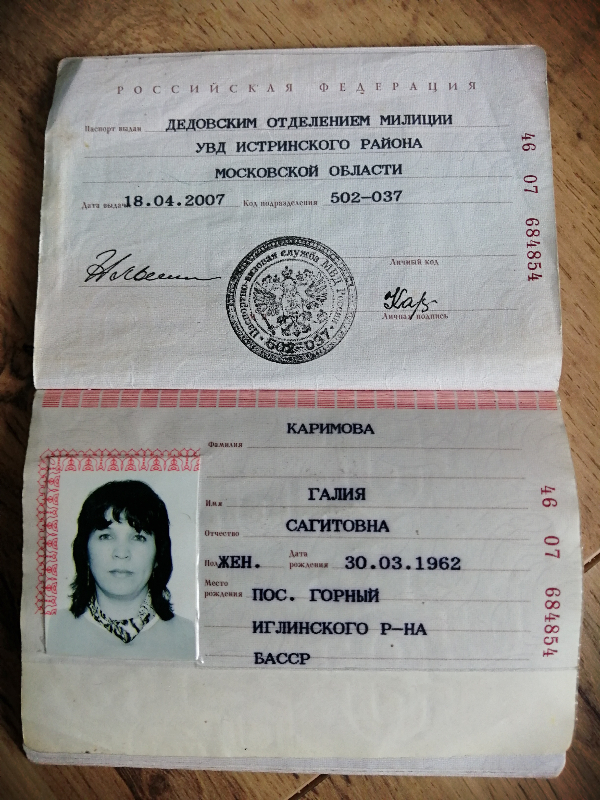 РОССИЙСКАЯ ФЕДЕРАЦИЯ
Паспорт выдан ДЕДОВСКИМ ОТДЕЛЕНИЕМ МИЛИЦИИ
УВД ИСТРИНСКОГО РАЙОНА
МОСКОВСКОЙ ОБЛАСТИ
Дата выдачи 18.04.2007 Код подразделения 502-037
46 07 684854
Личный код
Паспортно-визовая служба МВД России
502-037
Кар
Личная подпись
КАРИМОВА
Фамилия
Имя ГАЛИЯ
Отчество САГИТОВНА
Пол ЖЕН. Дата рождения 30.03.1962
Место рождения ПОС. ГОРНЫЙ
ИГЛИНСКОГО Р-НА
БАССР
46 07 684854